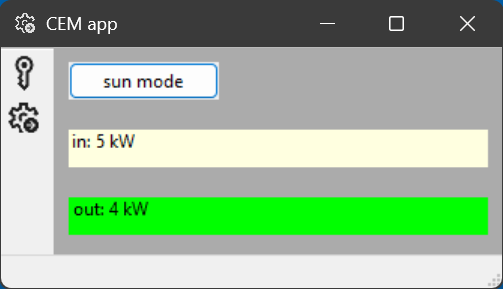 CEM app
sun mode
in: 5 kW
out: 4 kW